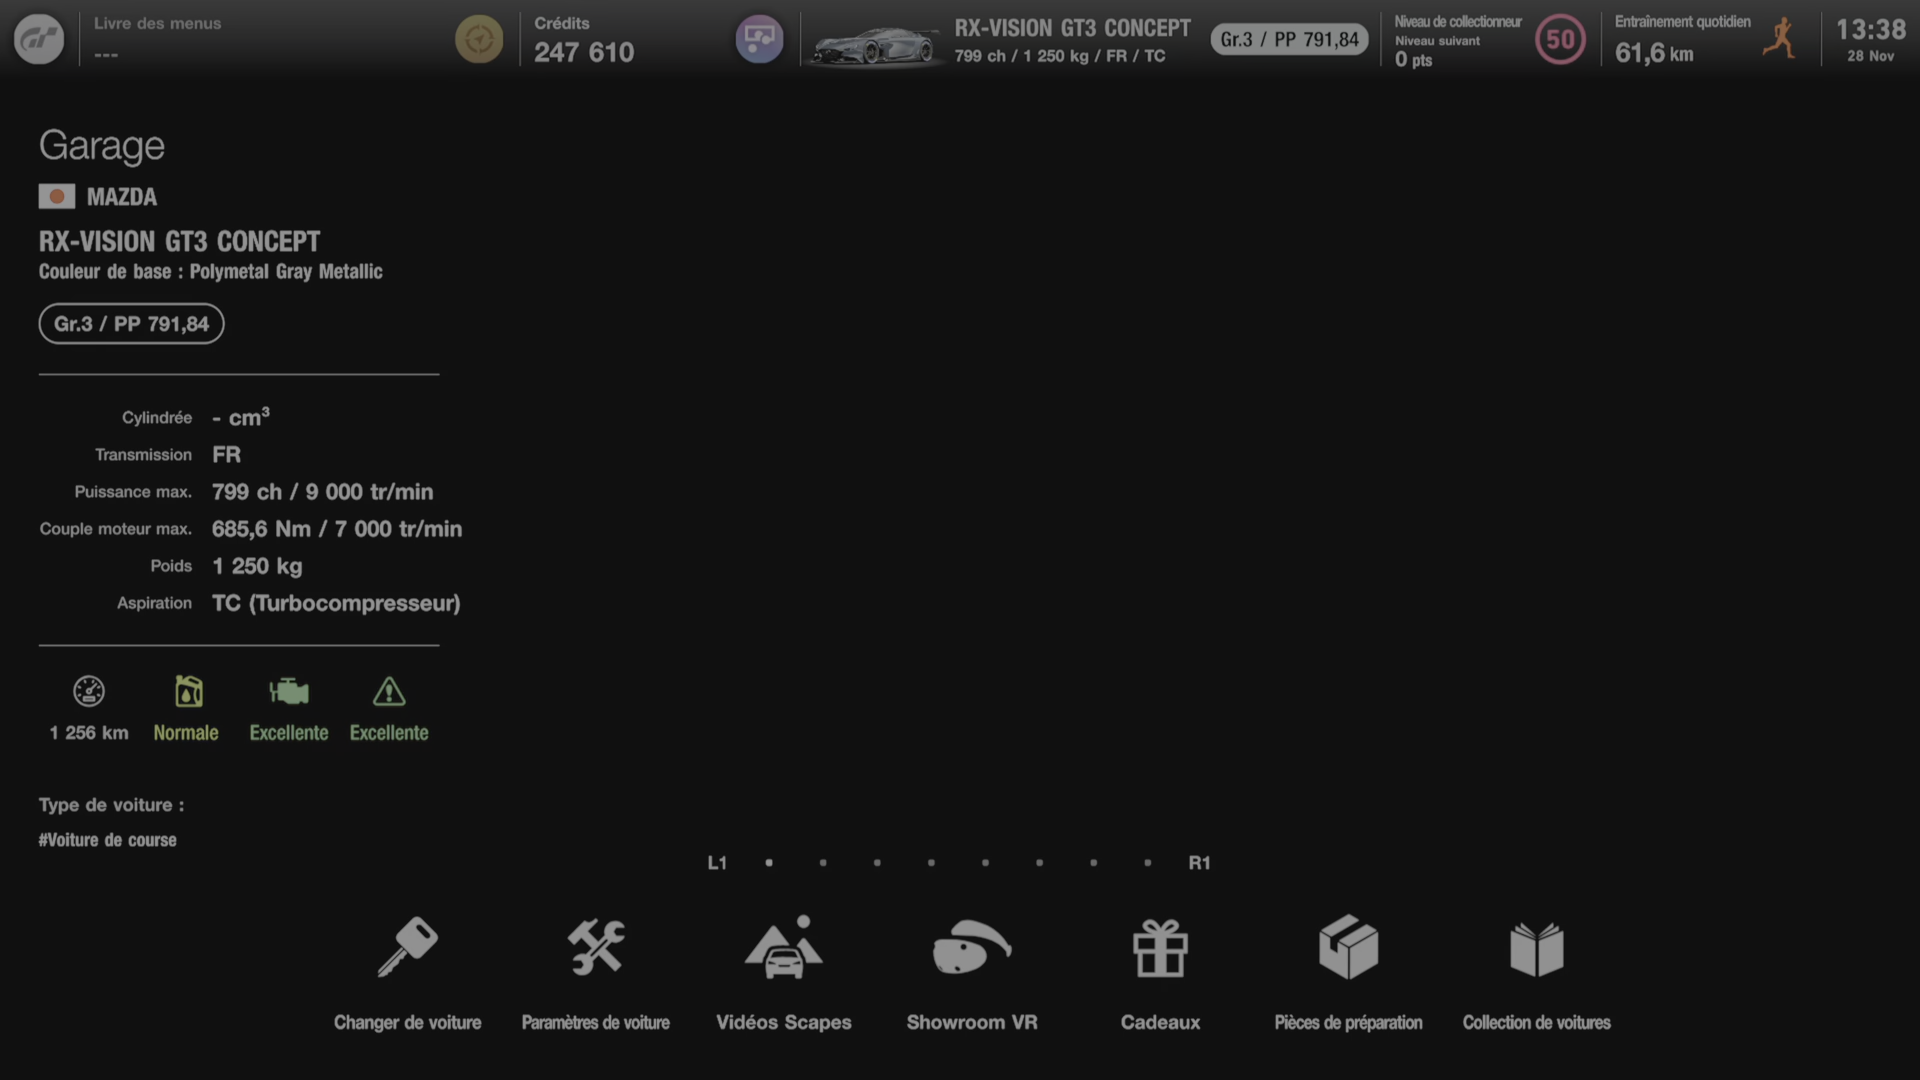 Livre des menus
---
Crédits
247 610
RX-VISION GT3 CONCEPT
799 ch / 1 250 kg / FR / TC
Gr.3 / PP 791,84
Niveau de collectionneur
Niveau suivant
0 pts
50
Entraînement quotidien
61,6 km
13:38
28 Nov
Garage
MAZDA
RX-VISION GT3 CONCEPT
Couleur de base : Polymetal Gray Metallic
Gr.3 / PP 791,84
Cylindrée - cm³
Transmission FR
Puissance max. 799 ch / 9 000 tr/min
Couple moteur max. 685,6 Nm / 7 000 tr/min
Poids 1 250 kg
Aspiration TC (Turbocompresseur)
1 256 km Normale Excellente Excellente
Type de voiture :
#Voiture de course
L1 R1
Changer de voiture Paramètres de voiture Vidéos Scapes Showroom VR Cadeaux Pièces de préparation Collection de voitures